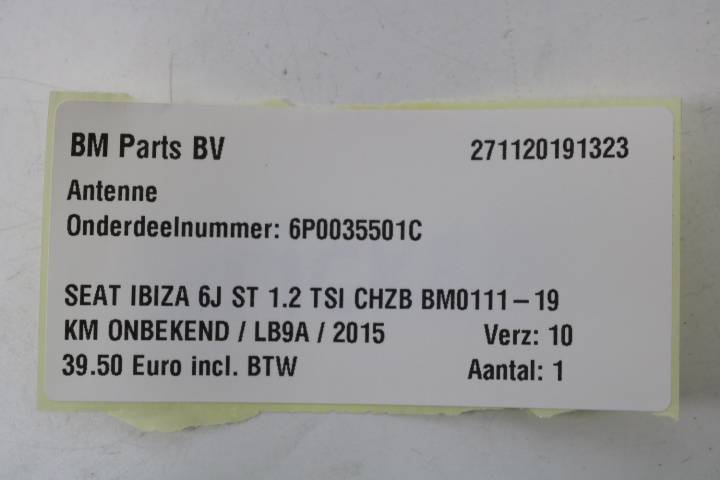 BM Parts BV 271120191323
Antenne
Onderdeelnummer: 6P0035501C
SEAT IBIZA 6J ST 1.2 TSI CHZB BM0111-19
KM ONBEKEND / LB9A / 2015 Verz: 10
39.50 Euro incl. BTW Aantal: 1